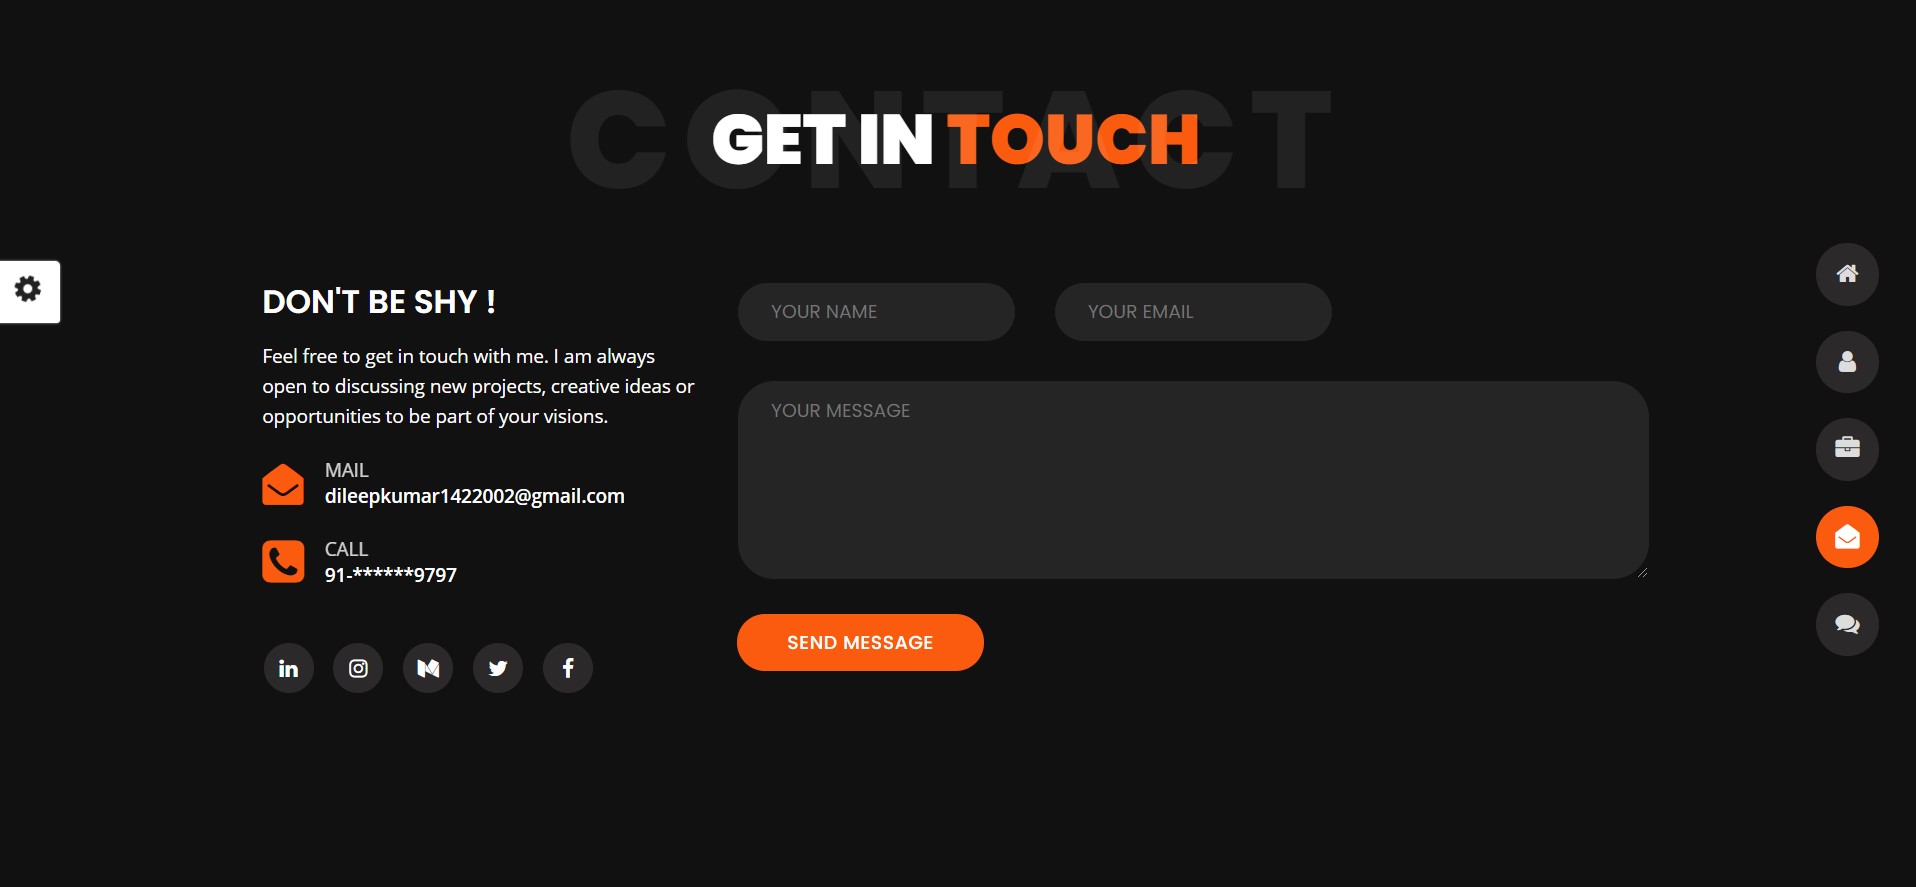 CONTACT
GET IN TOUCH
DON'T BE SHY !
Feel free to get in touch with me. I am always
open to discussing new projects, creative ideas or
opportunities to be part of your visions.
MAIL
dileepkumar1422002@gmail.com
CALL
91-******9797
YOUR NAME
YOUR EMAIL
YOUR MESSAGE
SEND MESSAGE